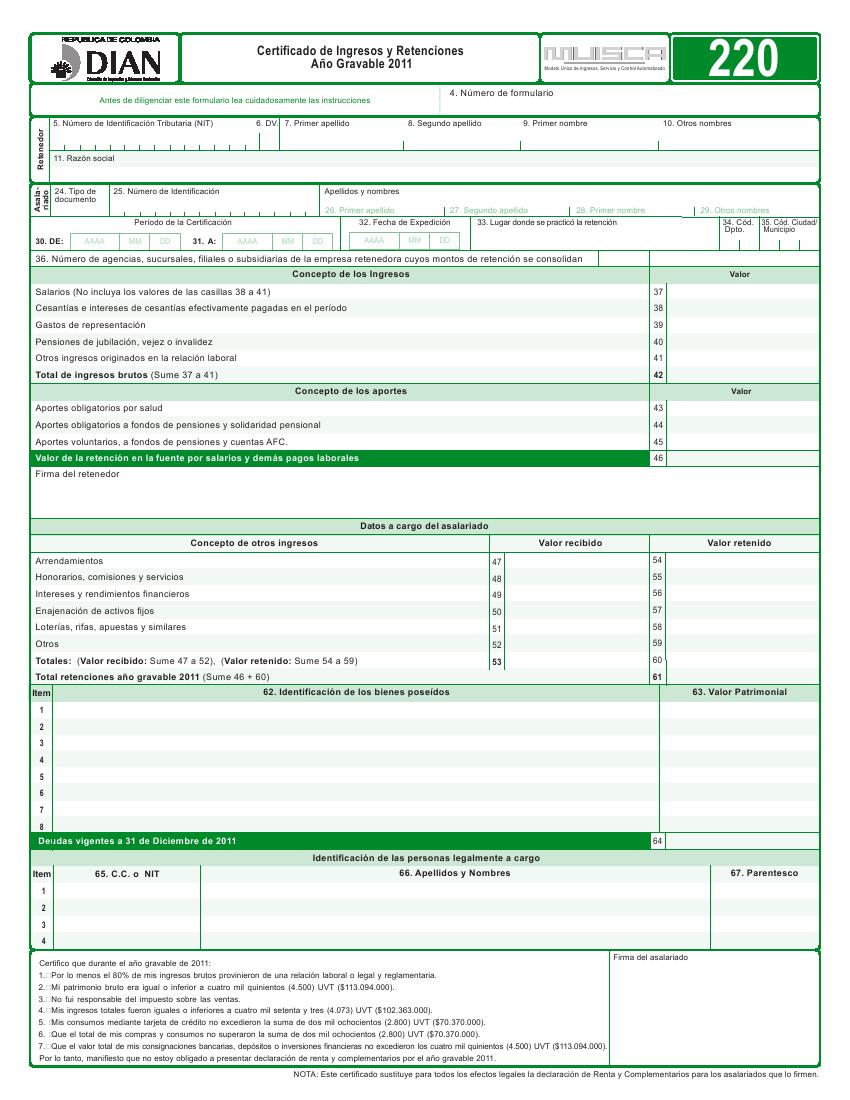 REPUBLICA DE COLOMBIA
DIAN
Certificado de Ingresos y Retenciones
Año Gravable 2011
MUISCA
Modelo Único de Ingresos, Servicio y Control Automatizado
220
Antes de diligenciar este formulario lea cuidadosamente las instrucciones
4. Número de formulario
Retenedor
5. Número de Identificación Tributaria (NIT)
6. DV.
7. Primer apellido
8. Segundo apellido
9. Primer nombre
10. Otros nombres
11. Razón social
Asala-
riado
24. Tipo de
documento
25. Número de Identificación
Apellidos y nombres
26. Primer apellido
27. Segundo apellido
28. Primer nombre
29. Otros nombres
Período de la Certificación
32. Fecha de Expedición
33. Lugar donde se practicó la retención
34. Cód.
Dpto.
35. Cód. Ciudad/
Municipio
30. DE: AAAA MM DD 31. A: AAAA MM DD
AAAA MM DD
36. Número de agencias, sucursales, filiales o subsidiarias de la empresa retenedora cuyos montos de retención se consolidan
Concepto de los Ingresos Valor
Salarios (No incluya los valores de las casillas 38 a 41) 37
Cesantías e intereses de cesantías efectivamente pagadas en el período 38
Gastos de representación 39
Pensiones de jubilación, vejez o invalidez 40
Otros ingresos originados en la relación laboral 41
Total de ingresos brutos (Sume 37 a 41) 42
Concepto de los aportes Valor
Aportes obligatorios por salud 43
Aportes obligatorios a fondos de pensiones y solidaridad pensional 44
Aportes voluntarios, a fondos de pensiones y cuentas AFC. 45
Valor de la retención en la fuente por salarios y demás pagos laborales 46
Firma del retenedor
Datos a cargo del asalariado
Concepto de otros ingresos Valor recibido Valor retenido
Arrendamientos 47 54
Honorarios, comisiones y servicios 48 55
Intereses y rendimientos financieros 49 56
Enajenación de activos fijos 50 57
Loterías, rifas, apuestas y similares 51 58
Otros 52 59
Totales: (Valor recibido: Sume 47 a 52), (Valor retenido: Sume 54 a 59) 53 60
Total retenciones año gravable 2011 (Sume 46 + 60) 61
Item 62. Identificación de los bienes poseídos 63. Valor Patrimonial
1
2
3
4
5
6
7
8
Deudas vigentes a 31 de Diciembre de 2011 64
Identificación de las personas legalmente a cargo
Item 65. C.C. o NIT 66. Apellidos y Nombres 67. Parentesco
1
2
3
4
Certifico que durante el año gravable de 2011:
1. Por lo menos el 80% de mis ingresos brutos provinieron de una relación laboral o legal y reglamentaria.
2. Mi patrimonio bruto era igual o inferior a cuatro mil quinientos (4.500) UVT ($113.094.000).
3. No fui responsable del impuesto sobre las ventas.
4. Mis ingresos totales fueron iguales o inferiores a cuatro mil setenta y tres (4.073) UVT ($102.363.000).
5. Mis consumos mediante tarjeta de crédito no excedieron la suma de dos mil ochocientos (2.800) UVT ($70.370.000).
6. Que el total de mis compras y consumos no superaron la suma de dos mil ochocientos (2.800) UVT ($70.370.000).
7. Que el valor total de mis consignaciones bancarias, depósitos o inversiones financieras no excedieron los cuatro mil quinientos (4.500) UVT ($113.094.000).
Por lo tanto, manifiesto que no estoy obligado a presentar declaración de renta y complementarios por el año gravable 2011.
Firma del asalariado
NOTA: Este certificado sustituye para todos los efectos legales la declaración de Renta y Complementarios para los asalariados que lo firmen.